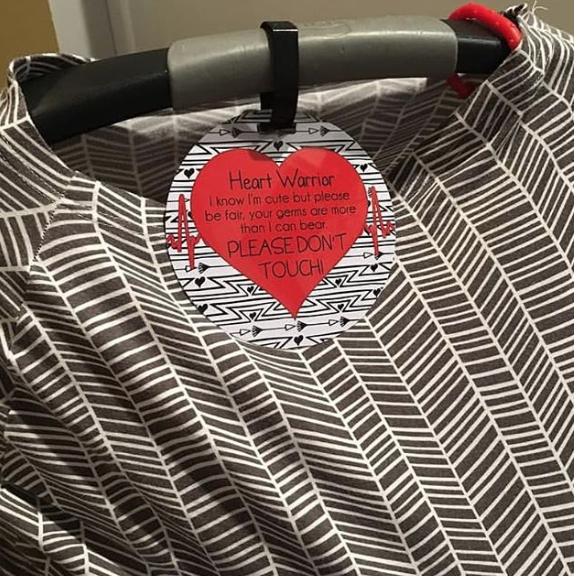 Heart Warrior
I know I'm cute but please
be fair, your germs are more
than I can bear.
PLEASE DON'T
TOUCH!